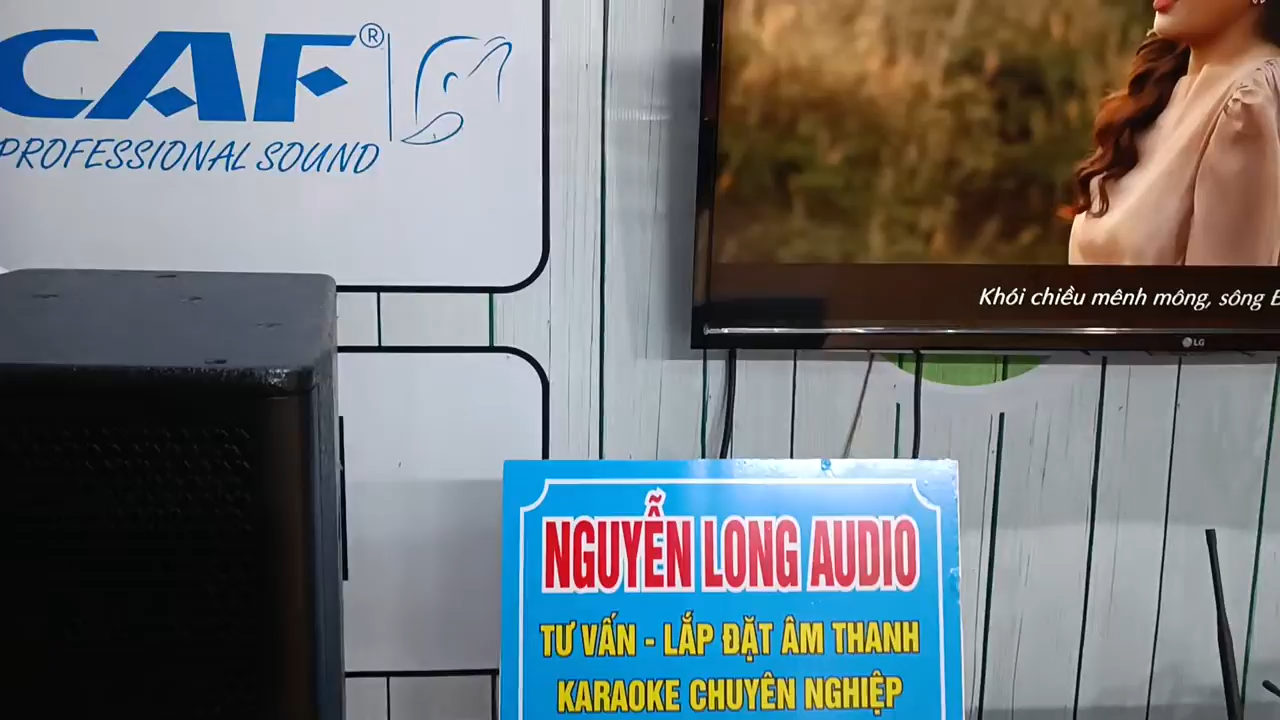 CAF®
PROFESSIONAL SOUND
Khói chiều mênh mông, sông
LG
NGUYỄN LONG AUDIO
TƯ VẤN - LẮP ĐẶT ÂM THANH
KARAOKE CHUYÊN NGHIỆP